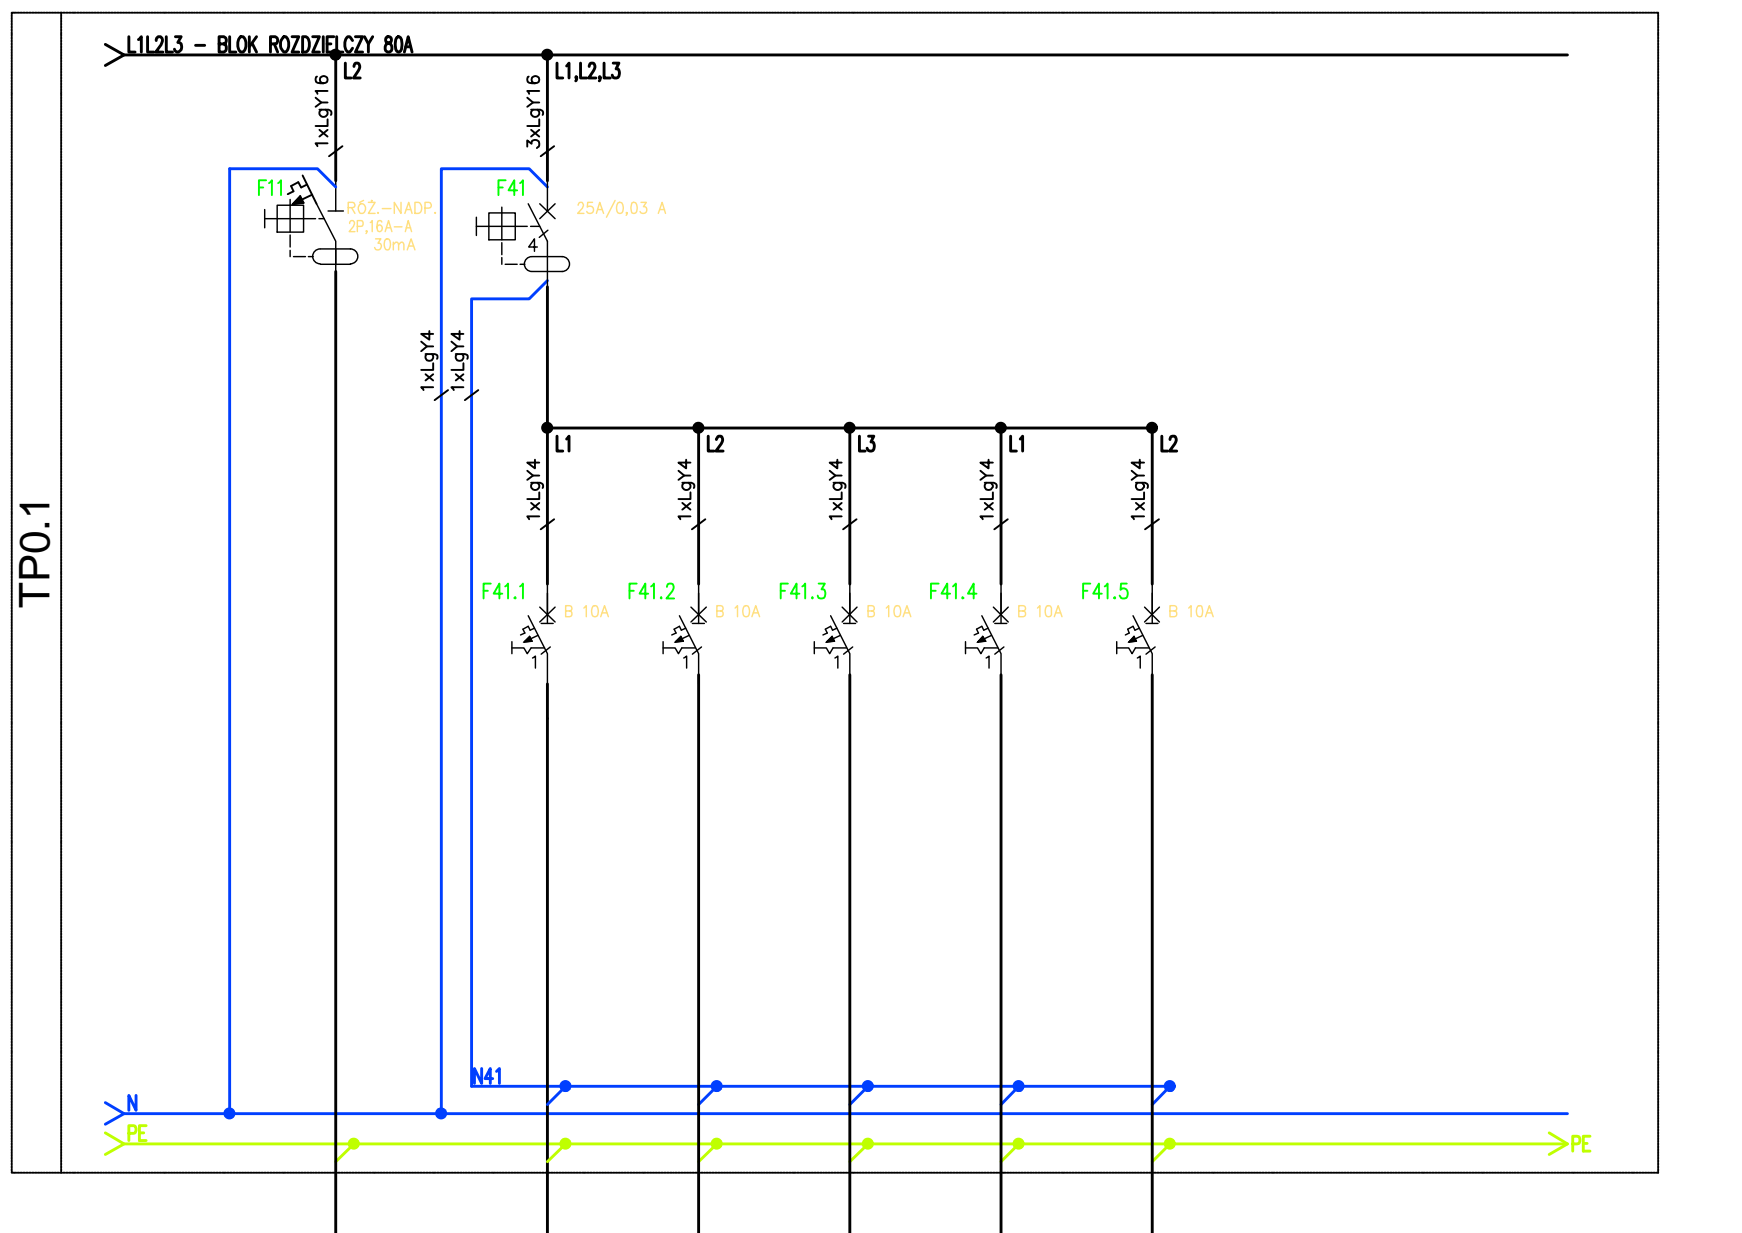 TP0.1
L1L2L3 - BLOK ROZDZIELCZY 80A
L2
L1,L2,L3
1xLgY16
3xLgY16
F11
RÓŻ.-NADP.
2P,16A-A
30mA
F41
25A/0,03 A
4
1xLgY4
1xLgY4
L1
L2
L3
L1
L2
1xLgY4
1xLgY4
1xLgY4
1xLgY4
1xLgY4
F41.1
B 10A
F41.2
B 10A
F41.3
B 10A
F41.4
B 10A
F41.5
B 10A
1
1
1
1
1
N41
N
PE
PE